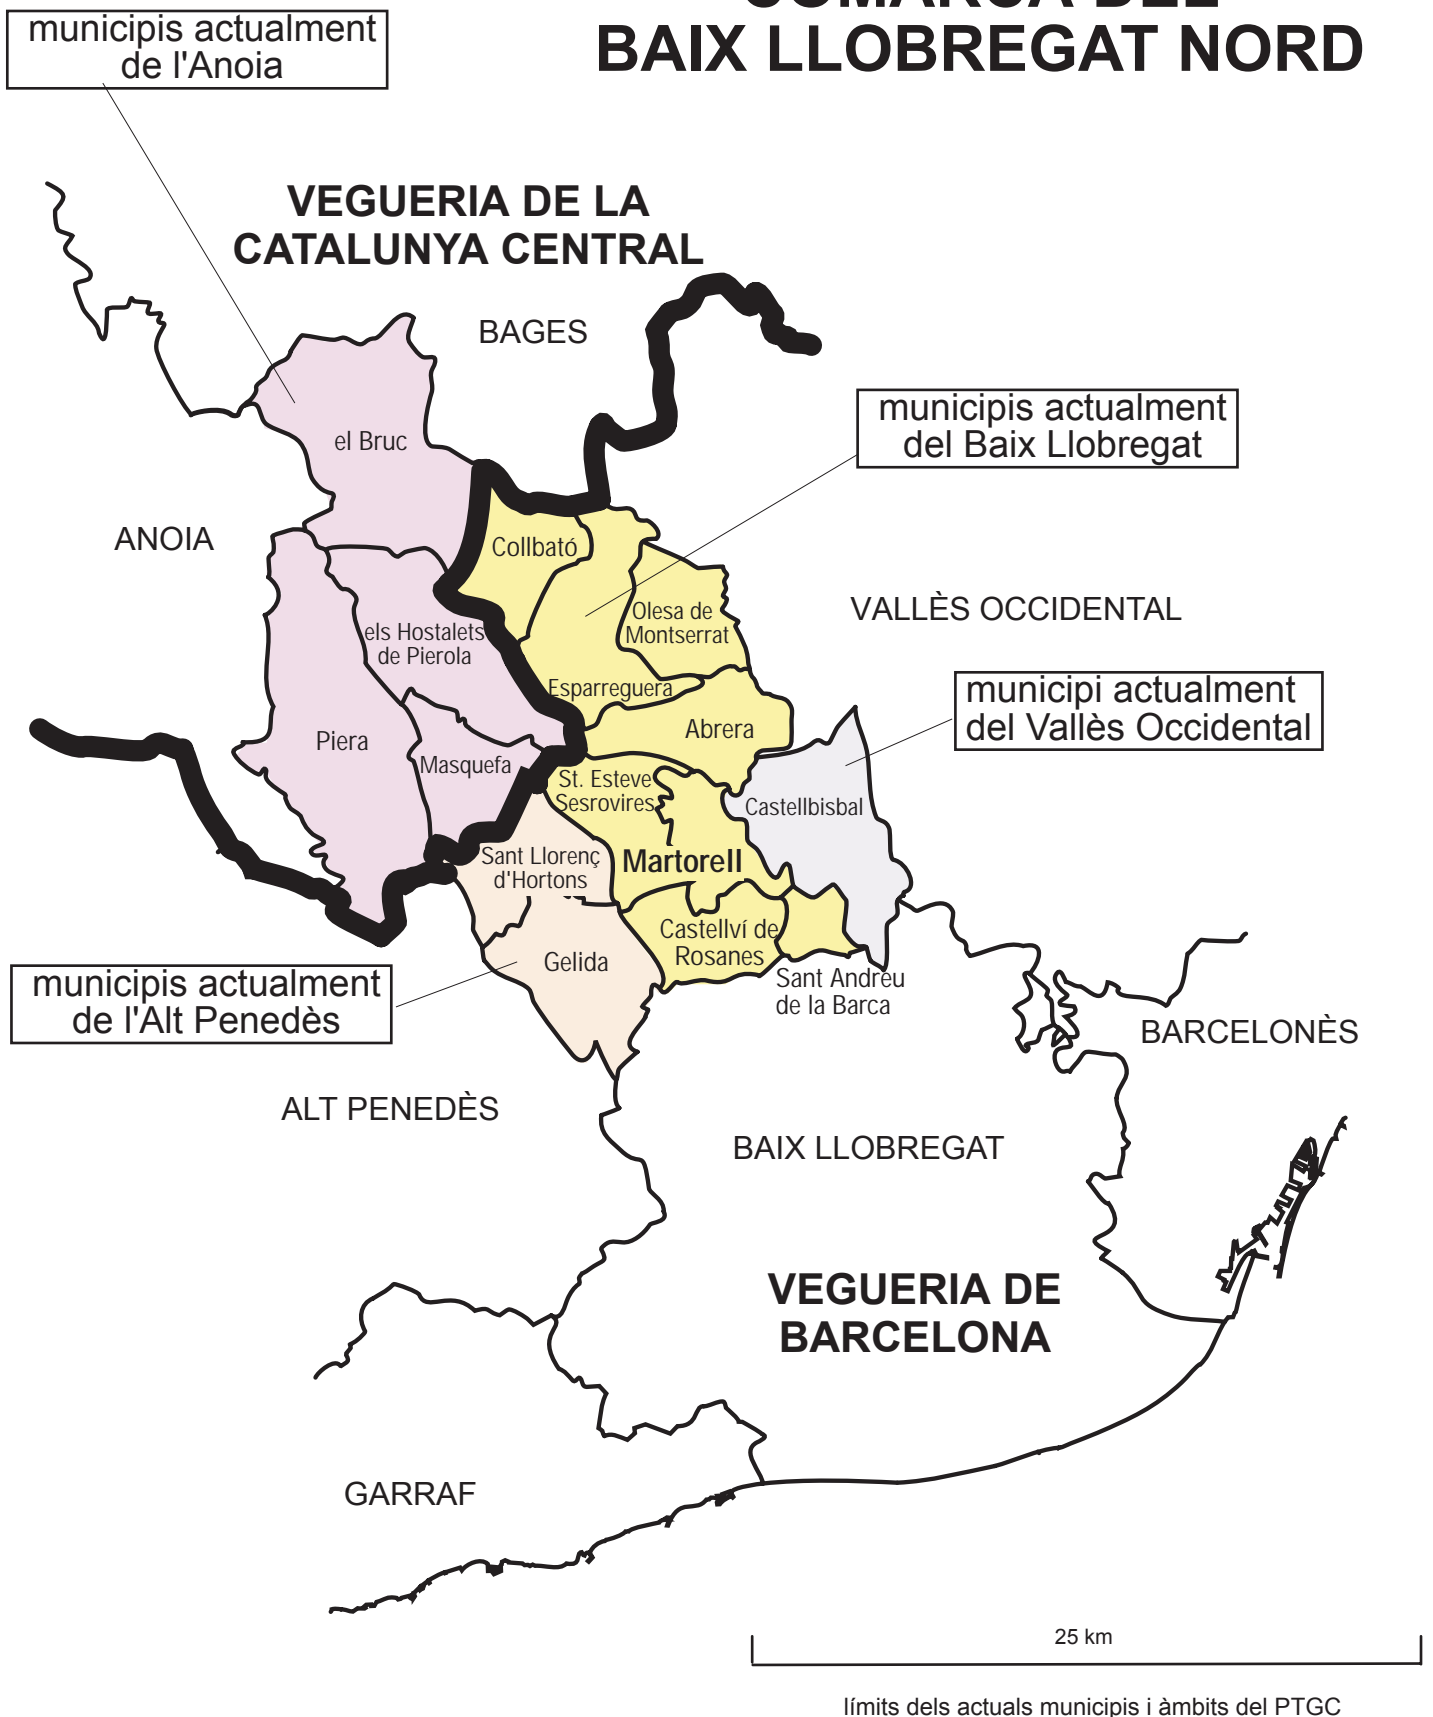 COMARCA DEL
BAIX LLOBREGAT NORD
municipis actualment
de l'Anoia
VEGUERIA DE LA
CATALUNYA CENTRAL
BAGES
municipis actualment
del Baix Llobregat
el Bruc
ANOIA
Collbató
Olesa de
Montserrat
VALLÈS OCCIDENTAL
els Hostalets
de Pierola
Esparreguera
municipi actualment
del Vallès Occidental
Piera
Abrera
Masquefa
St. Esteve
Sesrovires
Castellbisbal
Sant Llorenç
d'Hortons
Martorell
Castellví de
Rosanes
Gelida
Sant Andreu
de la Barca
municipis actualment
de l'Alt Penedès
BARCELONÈS
ALT PENEDÈS
BAIX LLOBREGAT
VEGUERIA DE
BARCELONA
GARRAF
25 km
límits dels actuals municipis i àmbits del PTGC